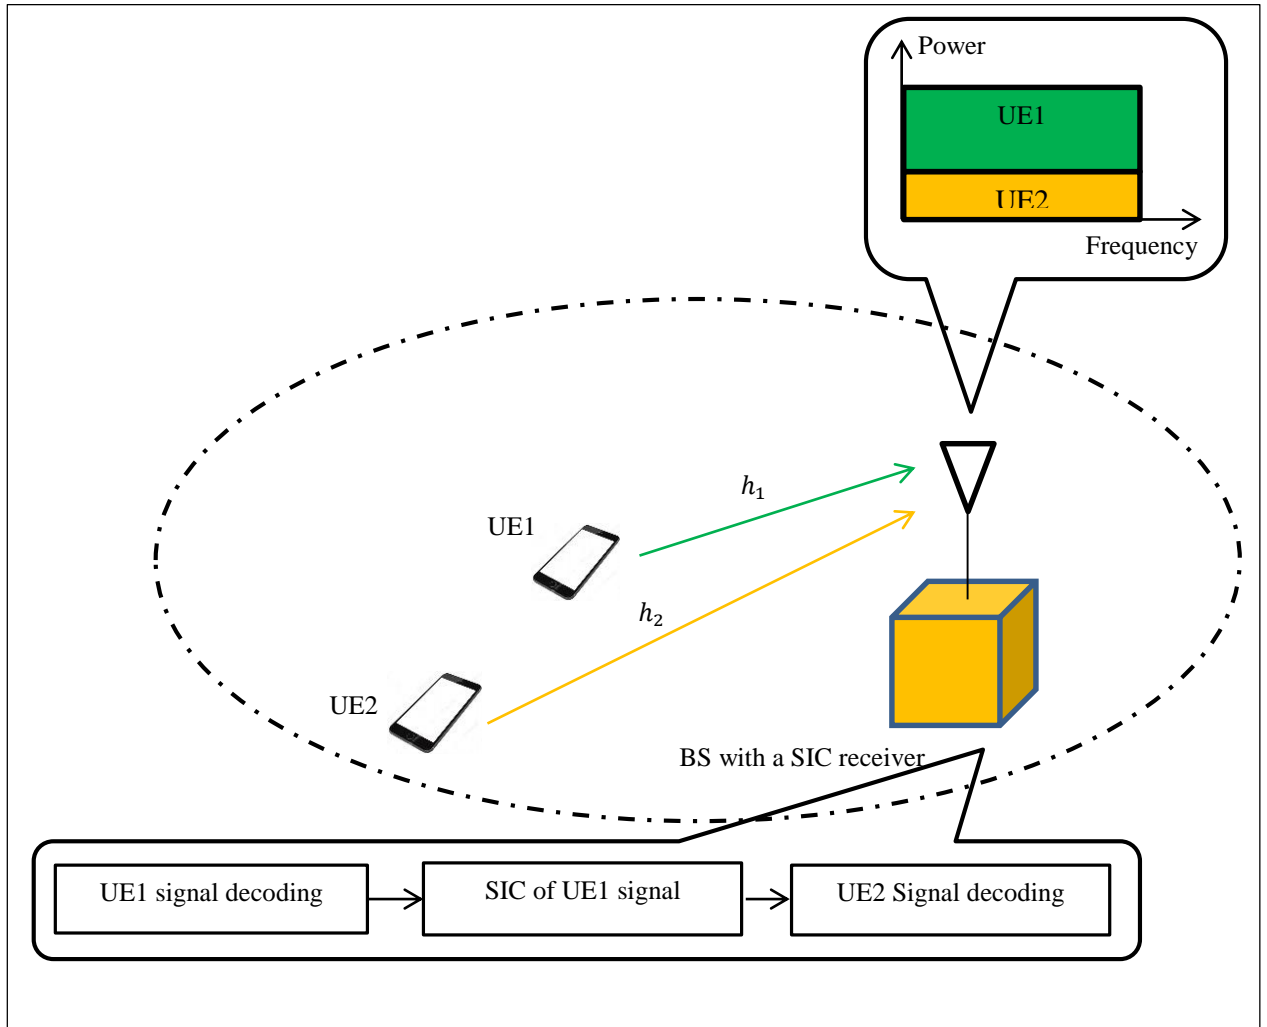 Power
UE1
UE2
Frequency
h₁
UE1
h₂
UE2
BS with a SIC receiver
UE1 signal decoding
SIC of UE1 signal
UE2 Signal decoding